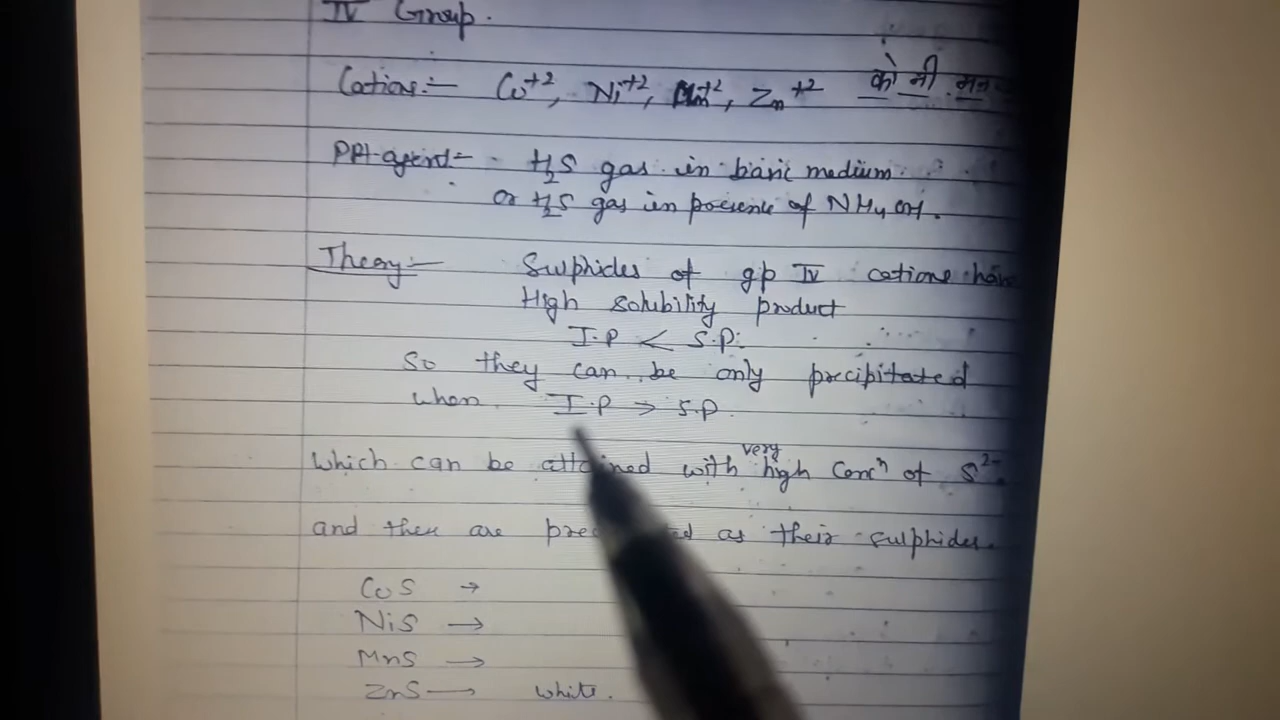 IV Group.
Cations:- Co+2, Ni+2, Mn+2, Zn+2 को नी मन
PPt-agent:- H2S gas in basic medium.
or H2S gas in presence of NH4OH.
Theory:- Sulphides of gp IV cations have
High solubility product
I.P < S.P.
So they can be only precipitated
when I.P > S.P.
Which can be attained with very high Concn of S2-.
and then are as their sulphides.
CoS →
NiS →
MnS →
ZnS → white.